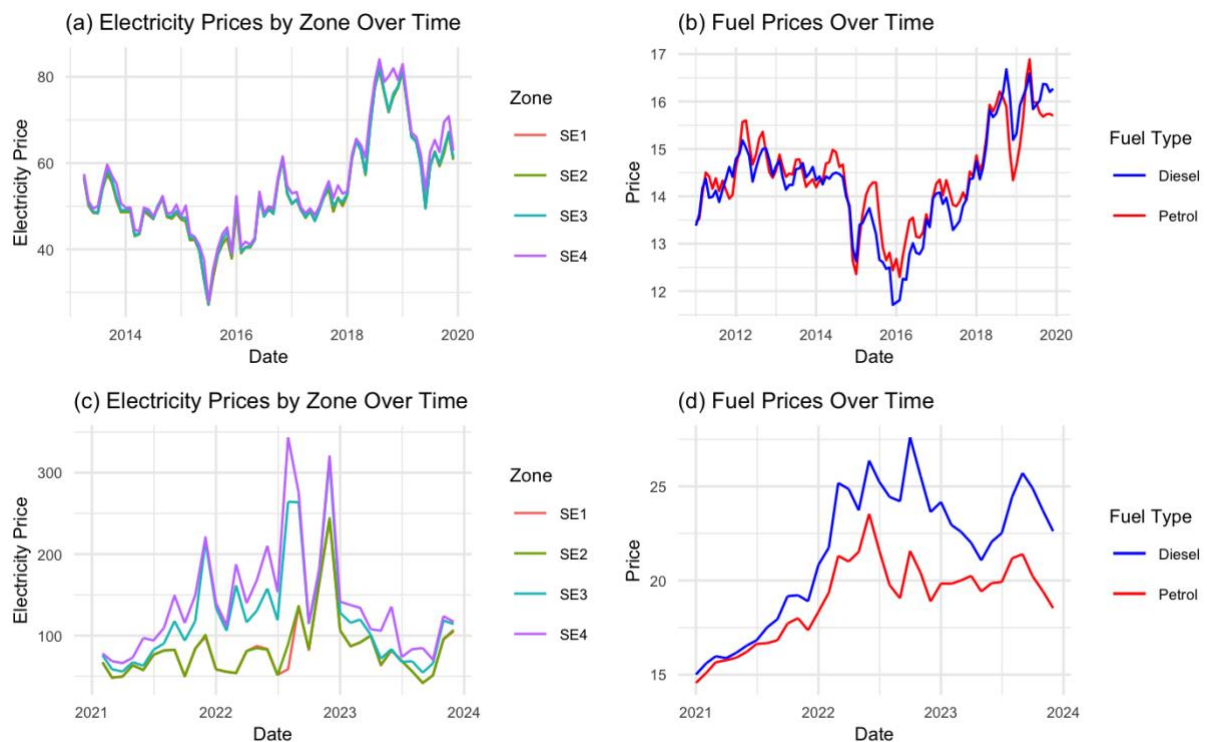 (a) Electricity Prices by Zone Over Time
Electricity Price
80
60
40
2014
2016
2018
2020
Date
Zone
SE1
SE2
SE3
SE4
(b) Fuel Prices Over Time
Price
17
16
15
14
13
12
2012
2014
2016
2018
2020
Date
Fuel Type
Diesel
Petrol
(c) Electricity Prices by Zone Over Time
Electricity Price
300
200
100
2021
2022
2023
2024
Date
Zone
SE1
SE2
SE3
SE4
(d) Fuel Prices Over Time
Price
25
20
15
2021
2022
2023
2024
Date
Fuel Type
Diesel
Petrol